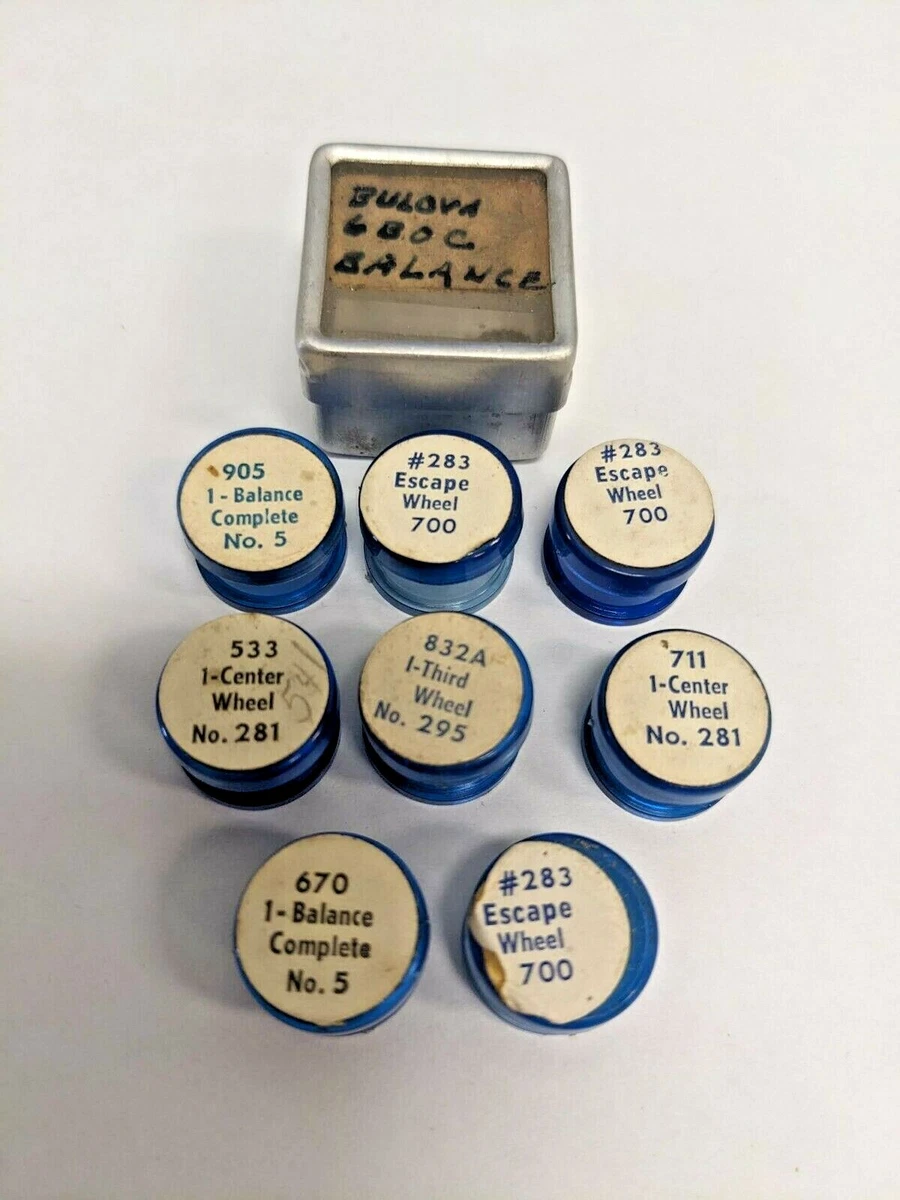 BULOVA
6BOC
BALANCE
905
1-Balance
Complete
No. 5
#283
Escape
Wheel
700
#283
Escape
Wheel
700
533
1-Center
Wheel
No. 281
541
832A
1-Third
Wheel
No. 295
711
1-Center
Wheel
No. 281
670
1-Balance
Complete
No. 5
#283
Escape
Wheel
700